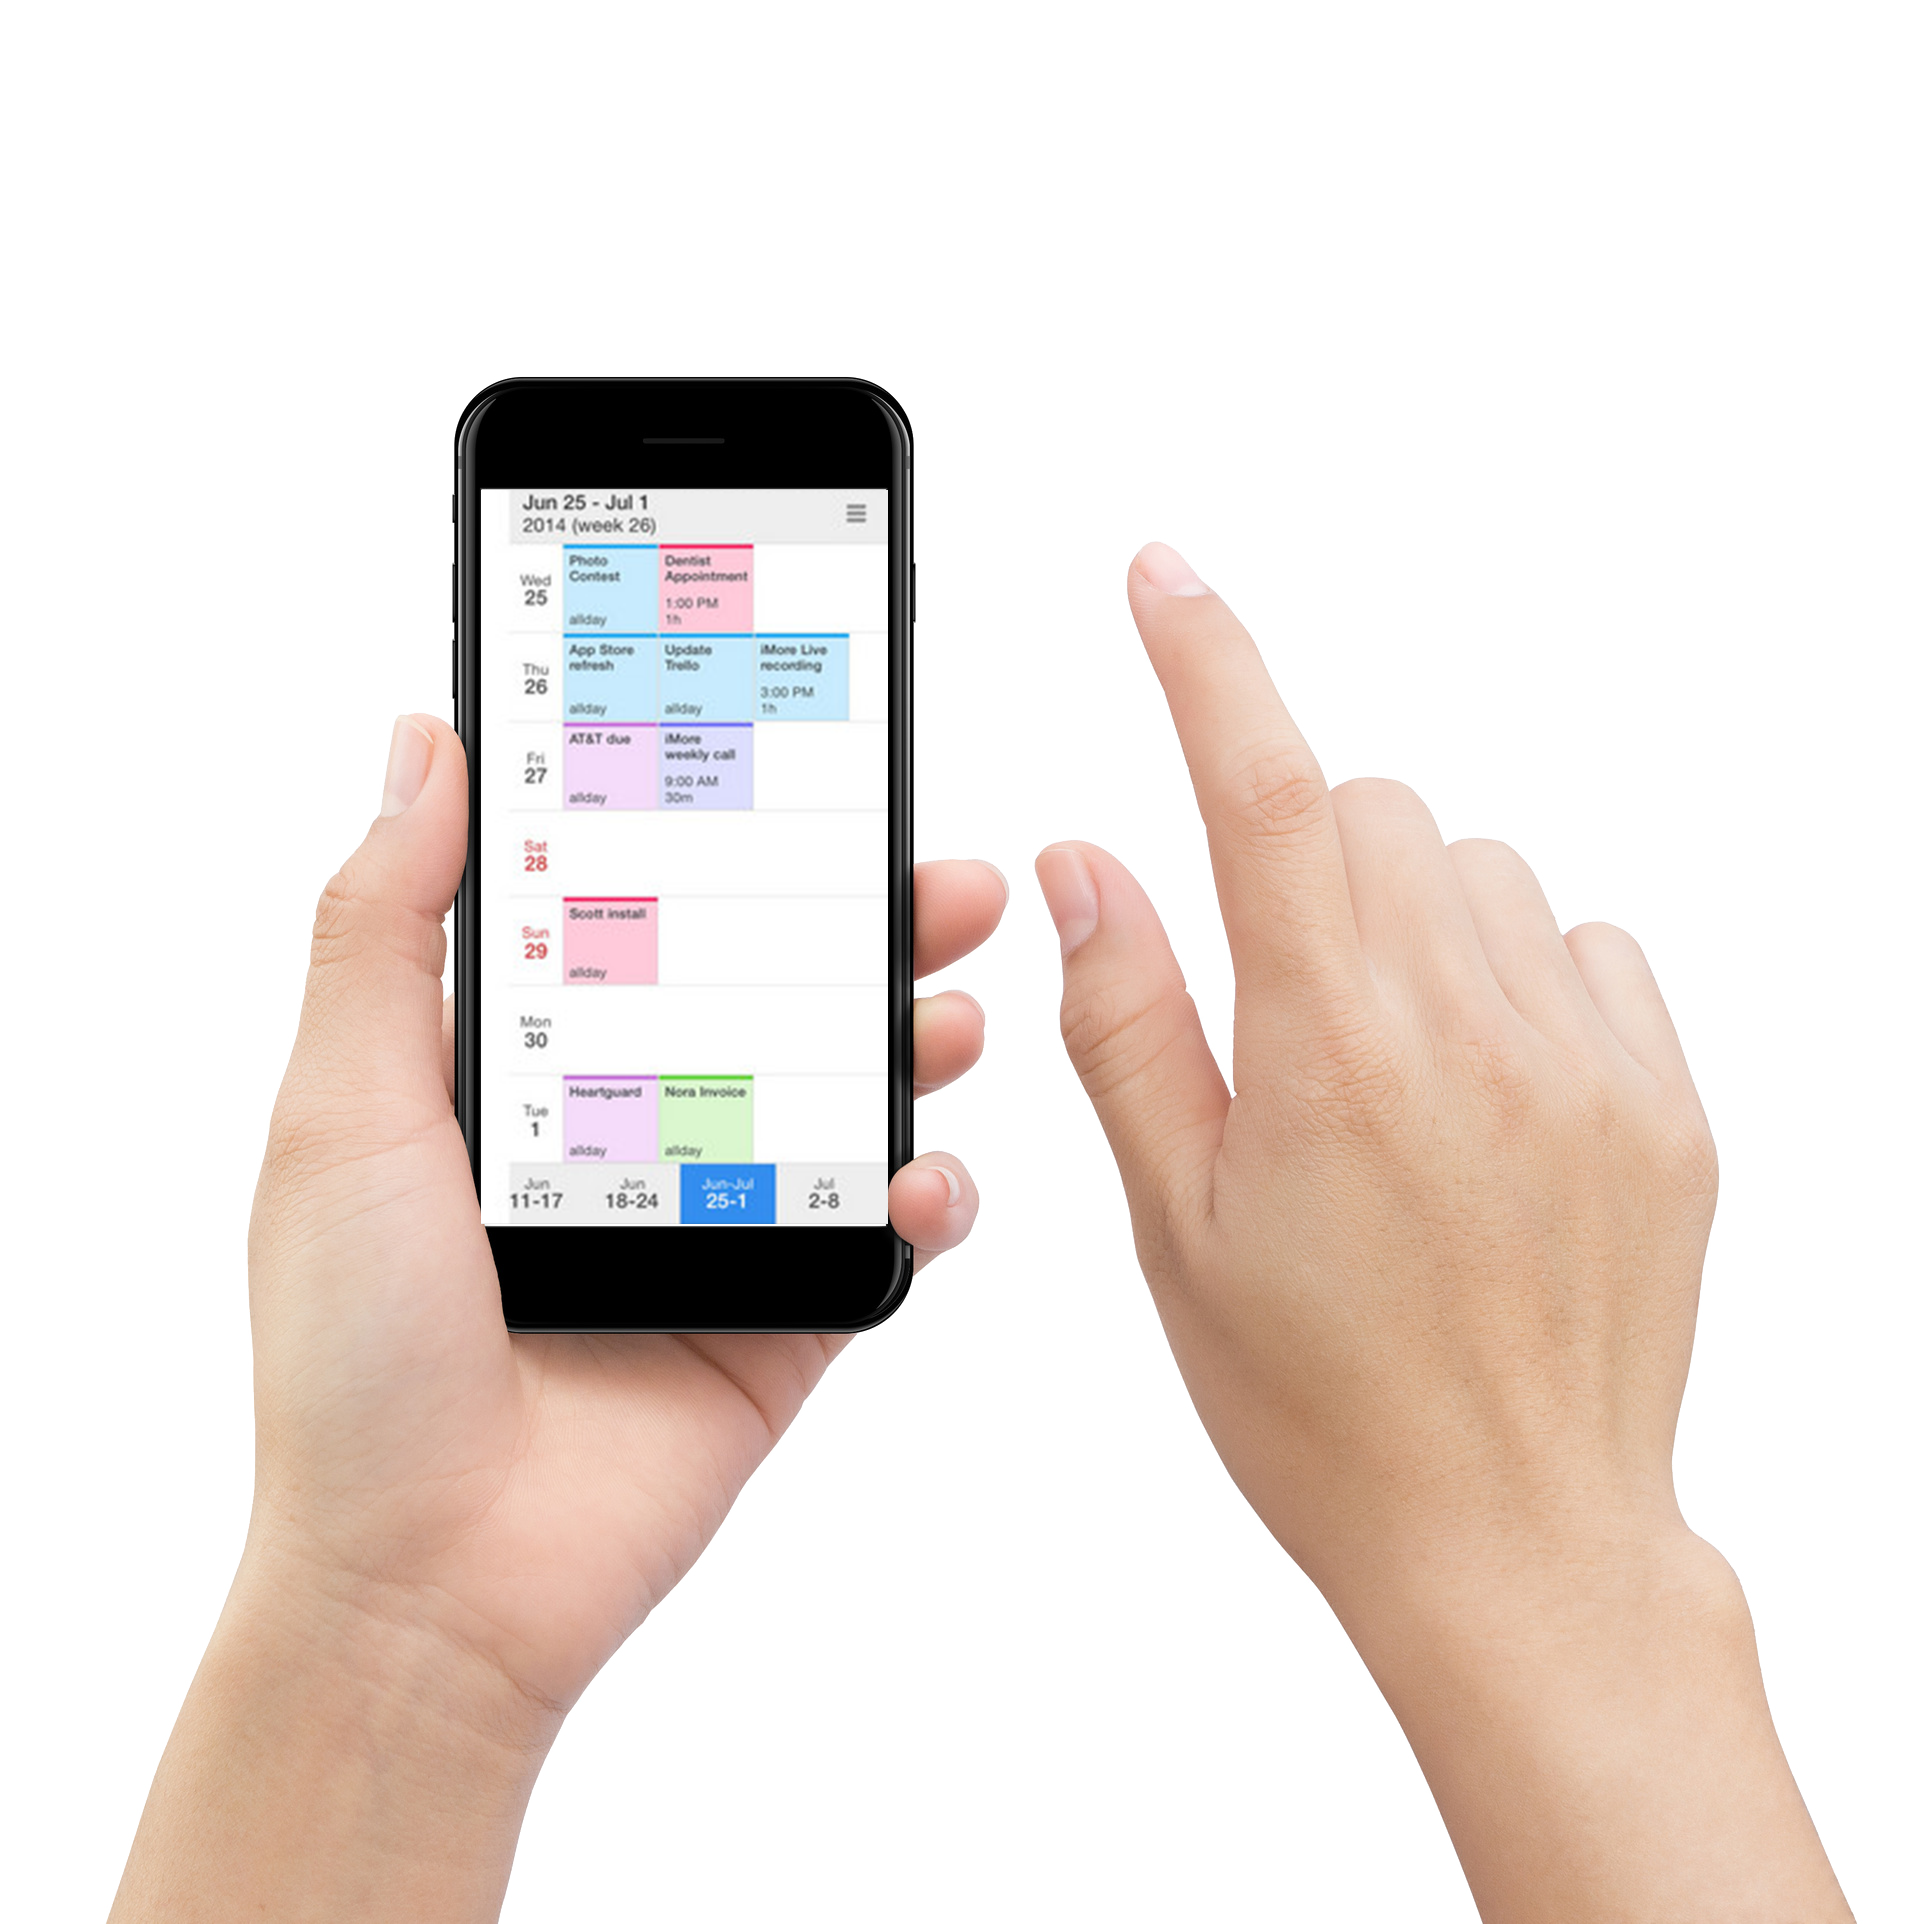 Jun 25 - Jul 1
2014 (week 26)
Wed
25
Photo
Contest
allday
Dentist
Appointment
1:00 PM
1h
Thu
26
App Store
refresh
allday
Update
Trello
allday
iMore Live
recording
3:00 PM
1h
Fri
27
AT&T due
allday
iMore
weekly call
9:00 AM
30m
Sat
28
Sun
29
Scott install
allday
Mon
30
Tue
1
Heartguard
allday
Nora Invoice
allday
Jun
11-17
Jun
18-24
Jun-Jul
25-1
Jul
2-8